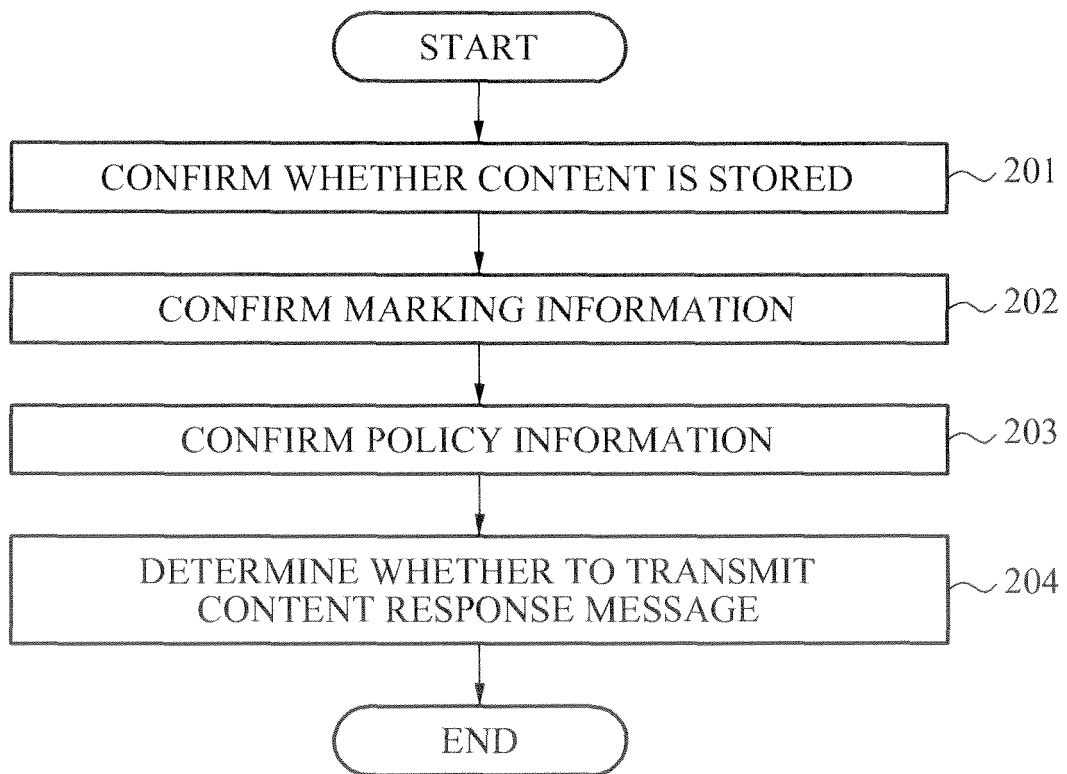 START
CONFIRM WHETHER CONTENT IS STORED
201
CONFIRM MARKING INFORMATION
202
CONFIRM POLICY INFORMATION
203
DETERMINE WHETHER TO TRANSMIT
CONTENT RESPONSE MESSAGE
204
END